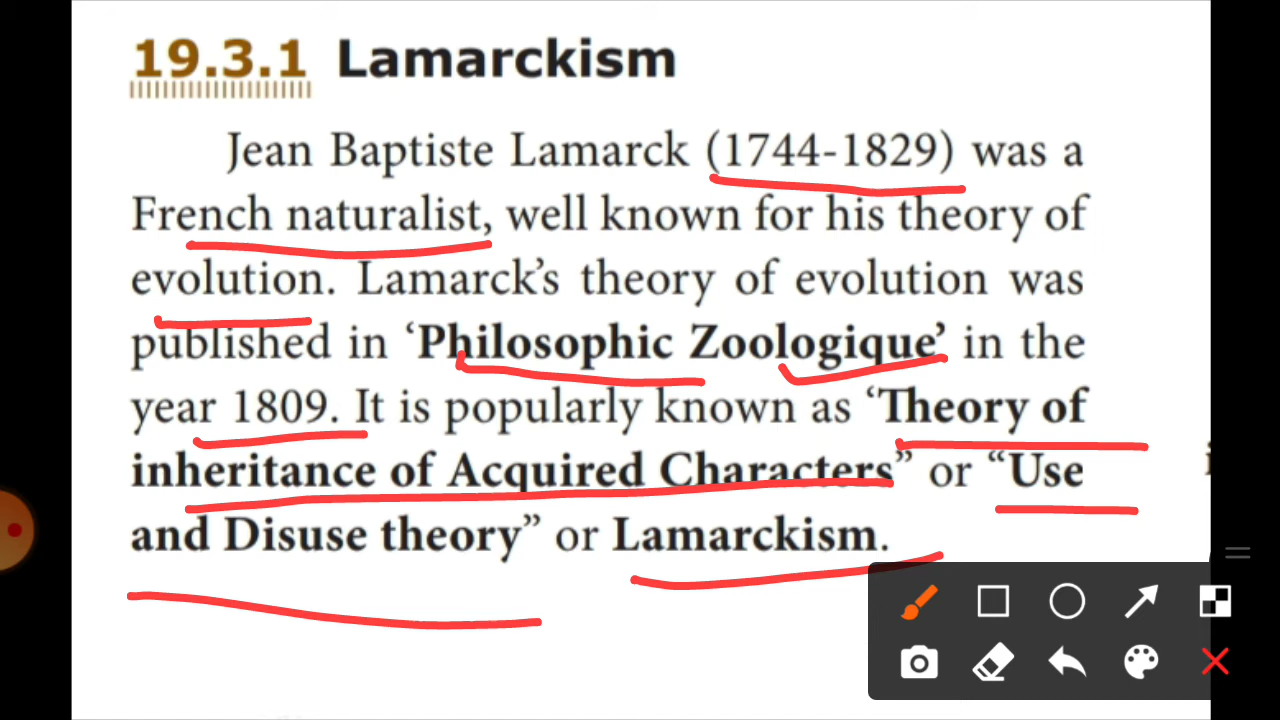 19.3.1 Lamarckism
Jean Baptiste Lamarck (1744-1829) was a
French naturalist, well known for his theory of
evolution. Lamarck’s theory of evolution was
published in ‘Philosophic Zoologique’ in the
year 1809. It is popularly known as ‘Theory of
inheritance of Acquired Characters” or “Use
and Disuse theory” or Lamarckism.